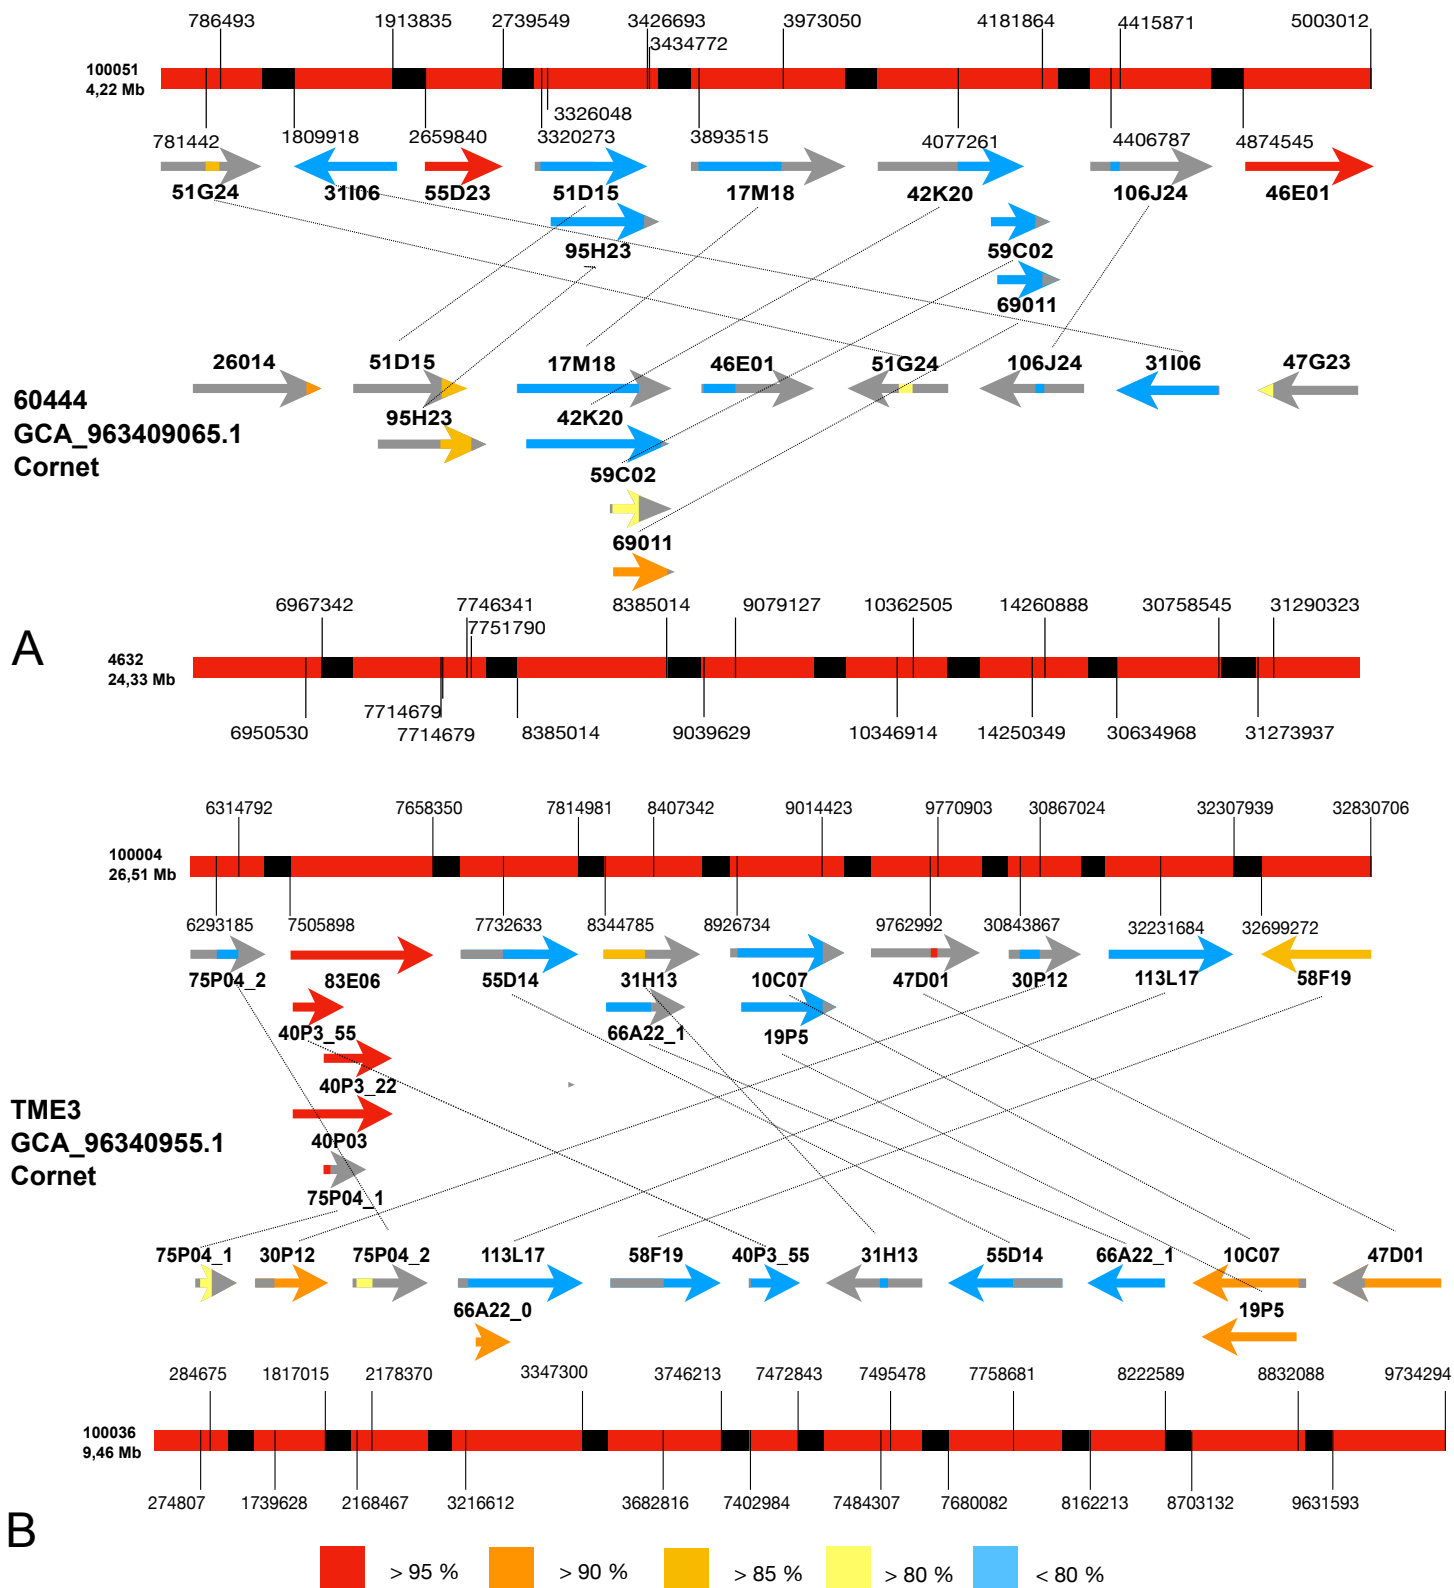 786493 1913835 2739549 3426693 3973050 4181864 4415871 5003012
3434772
100051
4,22 Mb
3326048
781442 1809918 2659840 3320273 3893515 4077261 4406787 4874545
51G24 31I06 55D23 51D15 17M18 42K20 106J24 46E01
95H23 59C02
69011
26014 51D15 17M18 46E01 51G24 106J24 31I06 47G23
60444
GCA_963409065.1
Cornet
95H23 42K20
59C02
69011
A
6967342 7746341 8385014 9079127 10362505 14260888 30758545 31290323
7751790
4632
24,33 Mb
7714679
6950530 7714679 8385014 9039629 10346914 14250349 30634968 31273937
6314792 7658350 7814981 8407342 9014423 9770903 30867024 32307939 32830706
100004
26,51 Mb
6293185 7505898 7732633 8344785 8926734 9762992 30843867 32231684 32699272
75P04_2 83E06 55D14 31H13 10C07 47D01 30P12 113L17 58F19
40P3_55 66A22_1 19P5
40P3_22
TME3
GCA_96340955.1
Cornet
40P03
75P04_1
75P04_1 30P12 75P04_2 113L17 58F19 40P3_55 31H13 55D14 66A22_1 10C07 47D01
66A22_0 19P5
284675 1817015 2178370 3347300 3746213 7472843 7495478 7758681 8222589 8832088 9734294
100036
9,46 Mb
274807 1739628 2168467 3216612 3682816 7402984 7484307 7680082 8162213 8703132 9631593
B
> 95 % > 90 % > 85 % > 80 % < 80 %